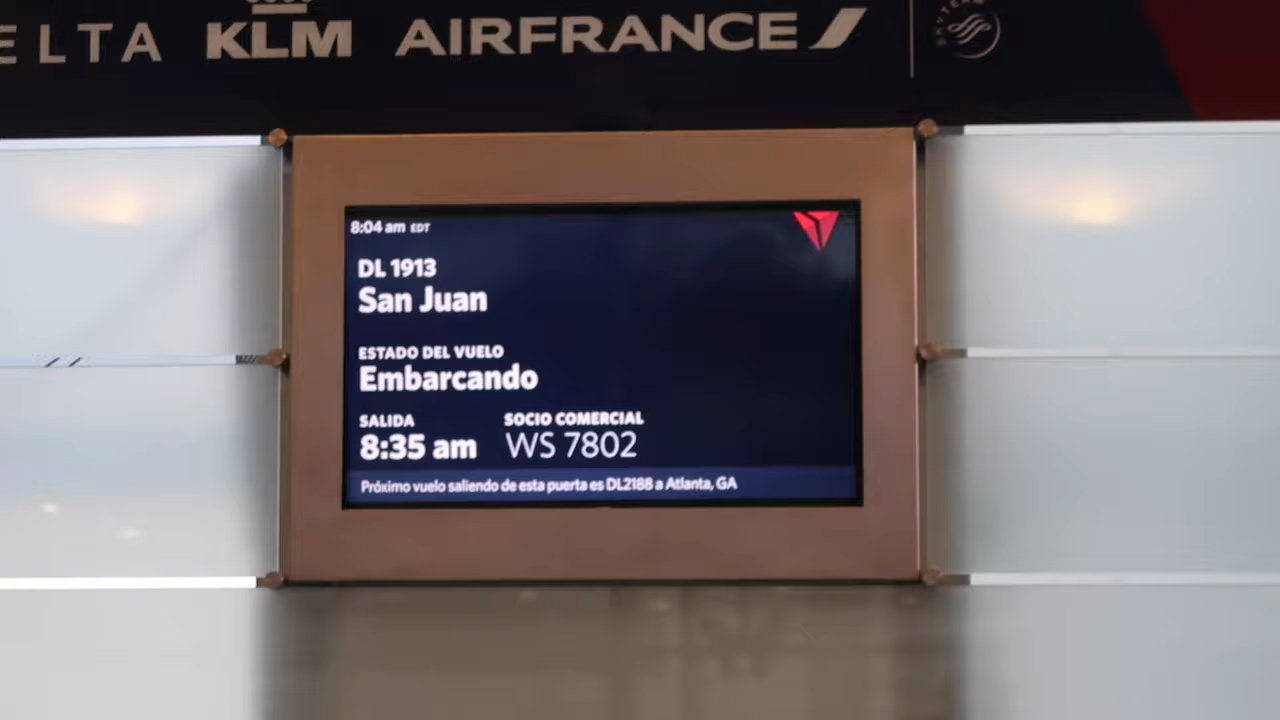 ELTA KLM AIRFRANCE SKYTEAM
8:04 am EDT
DL 1913
San Juan
ESTADO DEL VUELO
Embarcando
SALIDA SOCIO COMERCIAL
8:35 am WS 7802
Próximo vuelo saliendo de esta puerta es DL2188 a Atlanta, GA